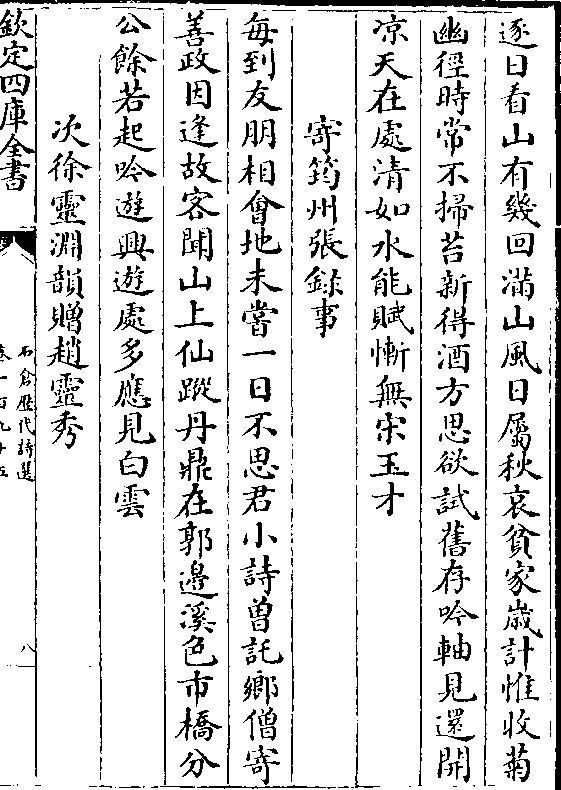 逐日看山有幾回滿山風日屬秋哀貧家歲計惟收菊
幽徑時常不掃苔新得酒方思欲試舊存吟軸見還開
凉天在處清如水能賦慚無宋玉才
寄筠州張錄事
每到友朋相會地未嘗一日不思君小詩曽託鄉僧寄
善政因逢故客聞山上仙蹤丹鼎在郭邉溪色市橋分
公餘若起吟遊興遊處多應見白雲
次徐靈淵韻贈趙靈秀
欽定四庫全書
石倉歷代詩選
卷一百九十五
八